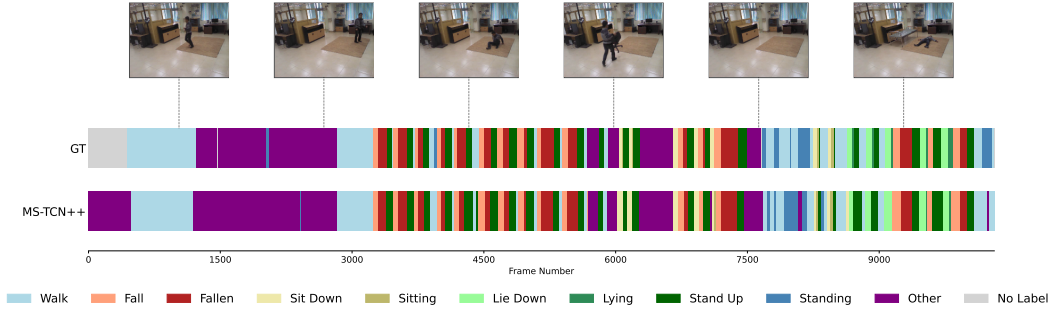 GT
MS-TCN++
0 1500 3000 4500 6000 7500 9000
Frame Number
Walk Fall Fallen Sit Down Sitting Lie Down Lying Stand Up Standing Other No Label